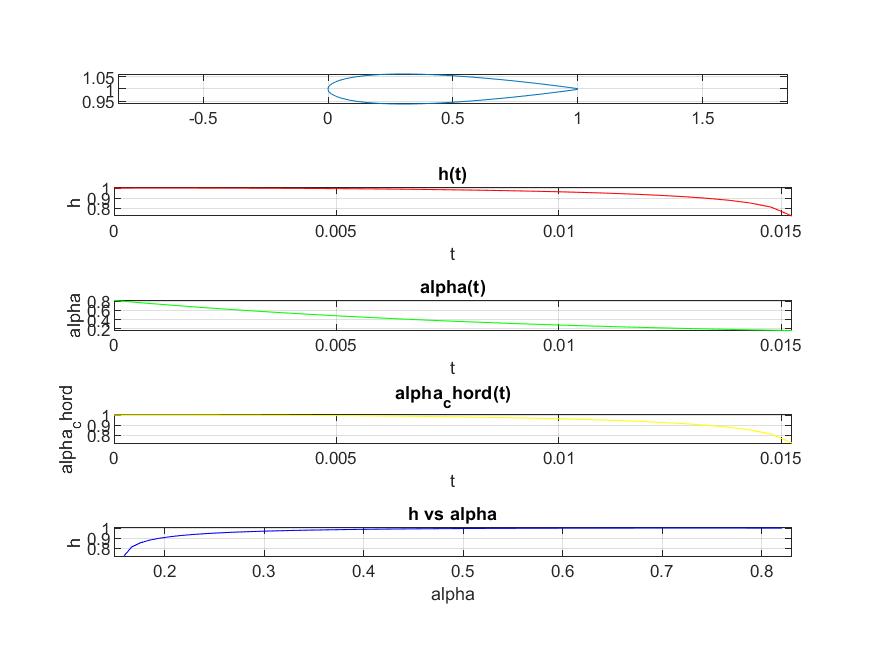 1.05
1
0.95
-0.5 0 0.5 1 1.5
h(t)
h
1
0.9
0.8
0 0.005 0.01 0.015
t
alpha(t)
alpha
0.8
0.6
0.4
0.2
0 0.005 0.01 0.015
t
alpha_chord(t)
alpha_chord
1
0.9
0.8
0 0.005 0.01 0.015
t
h vs alpha
h
1
0.9
0.8
0.2 0.3 0.4 0.5 0.6 0.7 0.8
alpha